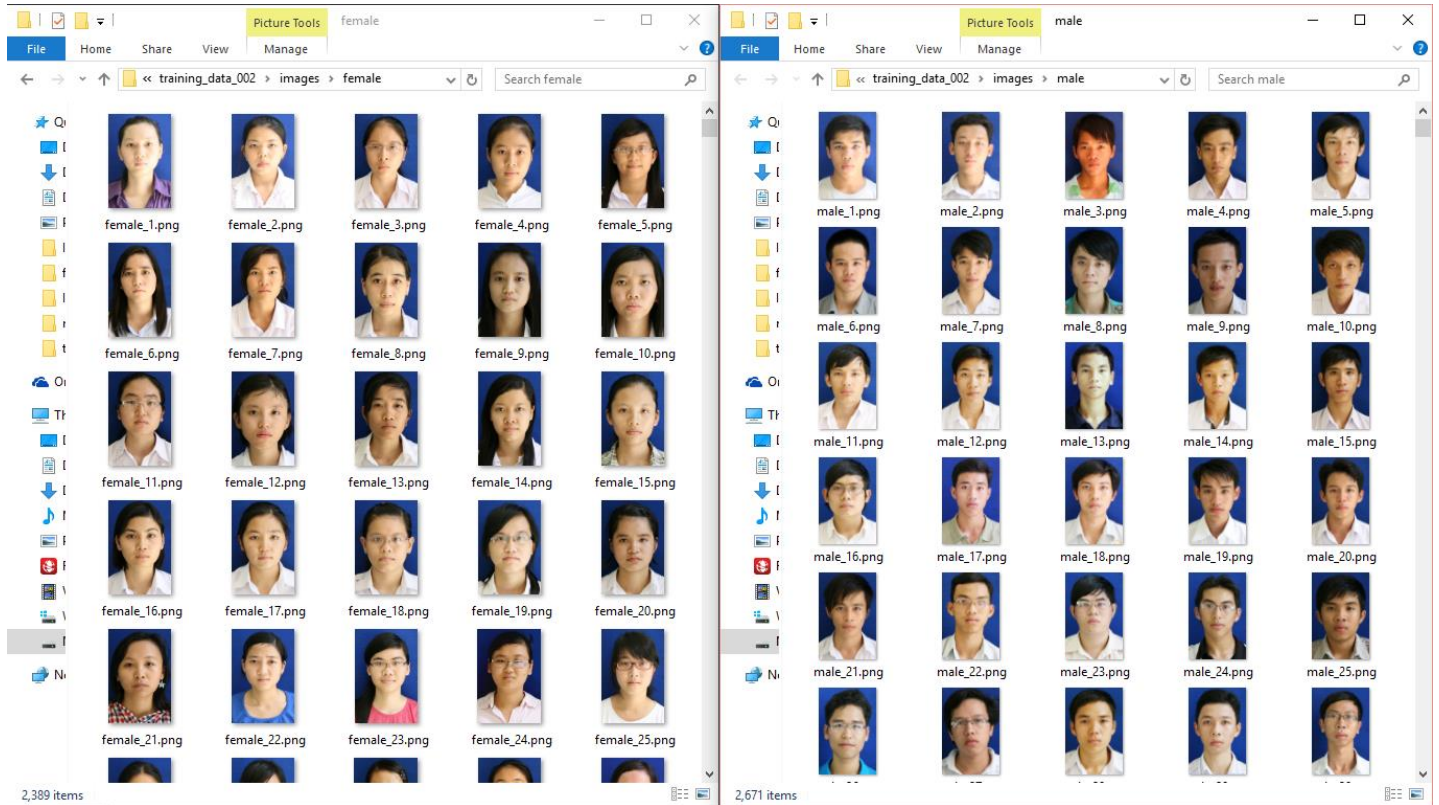 Picture Tools female
File Home Share View Manage
« training_data_002 > images > female Search female
female_1.png female_2.png female_3.png female_4.png female_5.png
female_6.png female_7.png female_8.png female_9.png female_10.png
female_11.png female_12.png female_13.png female_14.png female_15.png
female_16.png female_17.png female_18.png female_19.png female_20.png
female_21.png female_22.png female_23.png female_24.png female_25.png
2,389 items
Picture Tools male
File Home Share View Manage
« training_data_002 > images > male Search male
male_1.png male_2.png male_3.png male_4.png male_5.png
male_6.png male_7.png male_8.png male_9.png male_10.png
male_11.png male_12.png male_13.png male_14.png male_15.png
male_16.png male_17.png male_18.png male_19.png male_20.png
male_21.png male_22.png male_23.png male_24.png male_25.png
2,671 items